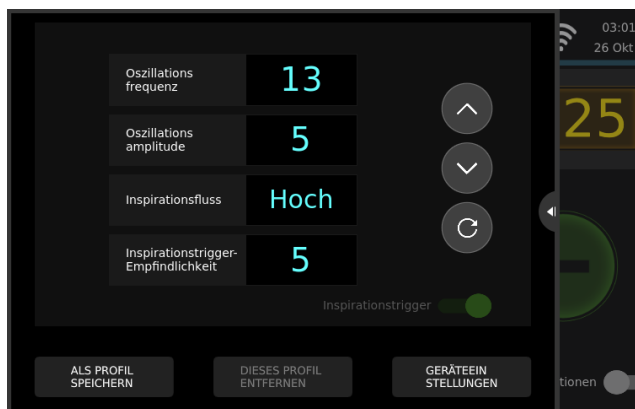 03:01
26 Okt
Oszillations
frequenz
13
25
Oszillations
amplitude
5
Inspirationsfluss
Hoch
Inspirationstrigger-
Empfindlichkeit
5
Inspirationstrigger
ALS PROFIL
SPEICHERN
DIESES PROFIL
ENTFERNEN
GERÄTEEIN
STELLUNGEN
tionen